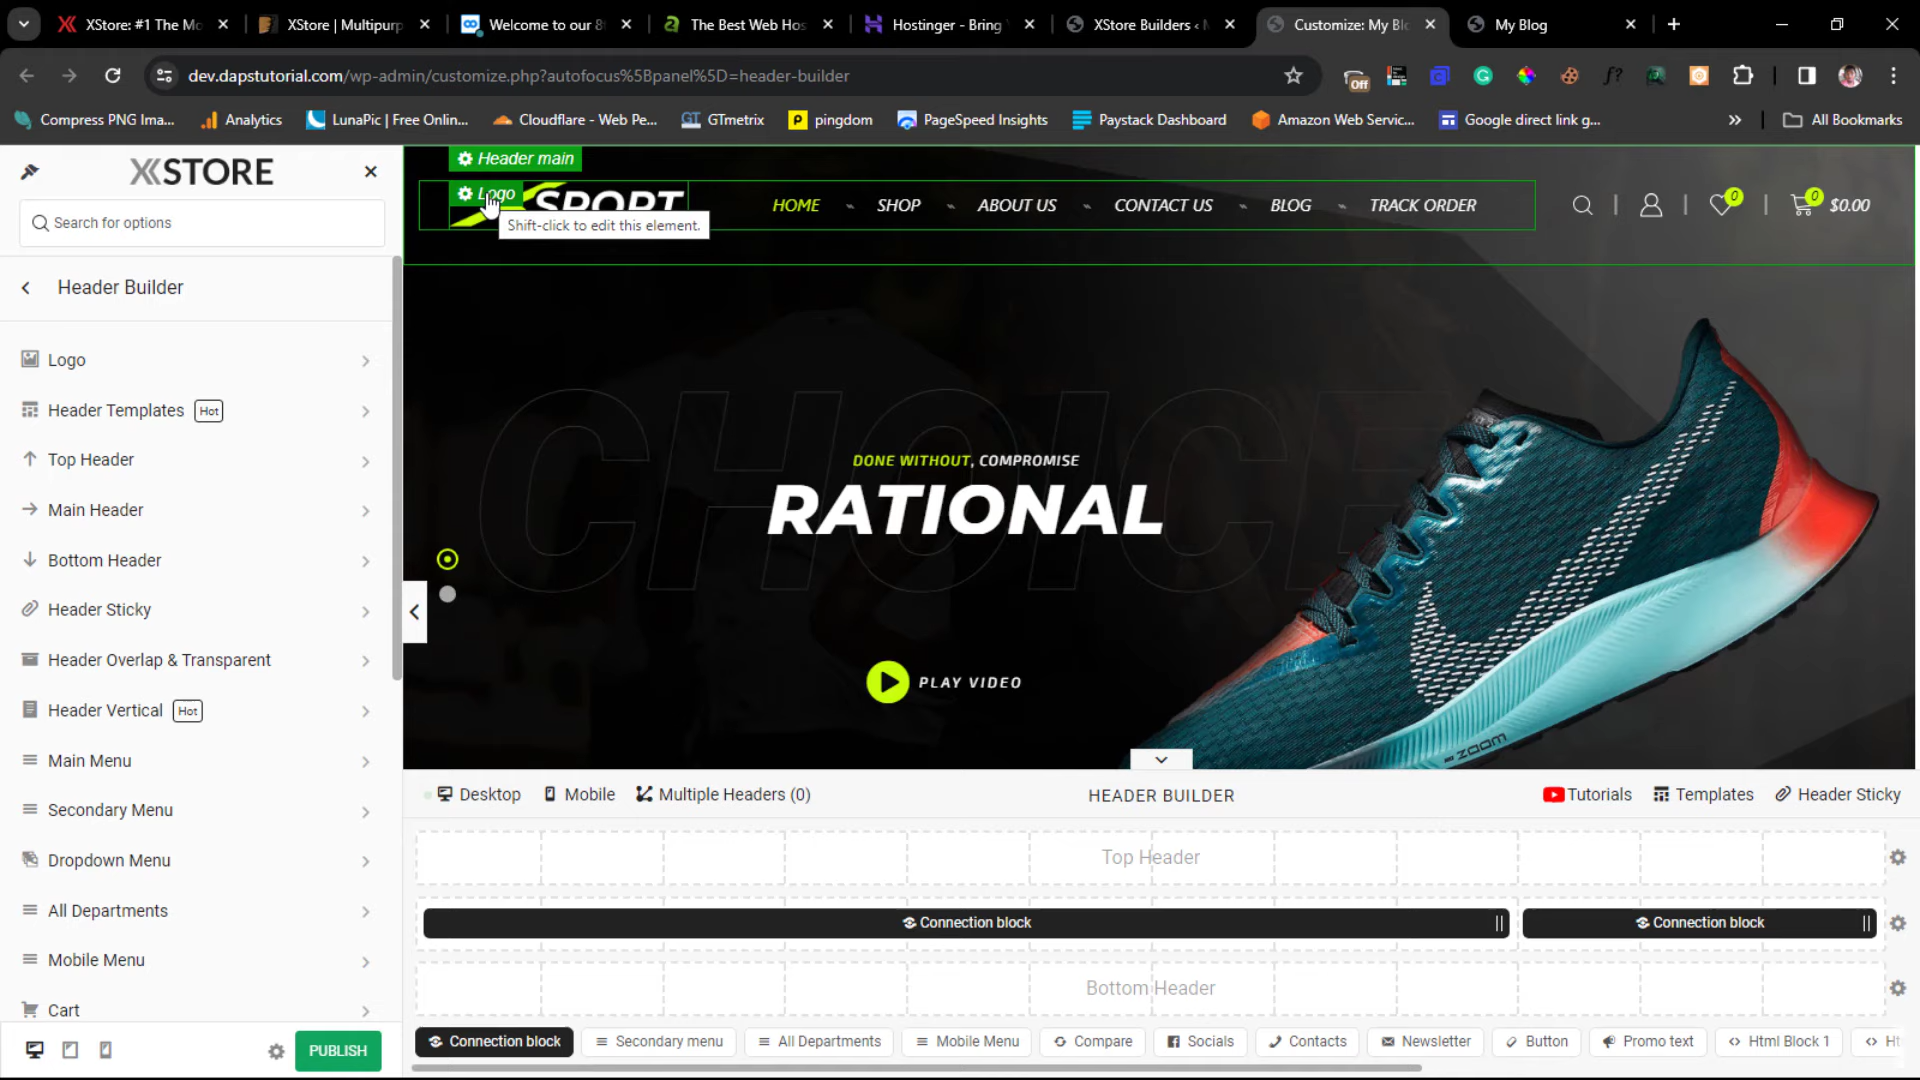 XStore: #1 The Mo
XStore | Multipurp
Welcome to our 8
The Best Web Hos
Hostinger - Bring
XStore Builders ‹
Customize: My Bl
My Blog
dev.dapstutorial.com/wp-admin/customize.php?autofocus%5Bpanel%5D=header-builder
Off
Compress PNG Ima...
Analytics
LunaPic | Free Onlin...
Cloudflare - Web Pe...
GT GTmetrix
pingdom
PageSpeed Insights
Paystack Dashboard
Amazon Web Servic...
Google direct link g...
All Bookmarks
XSTORE
Search for options
Header Builder
Logo
Header Templates Hot
Top Header
Main Header
Bottom Header
Header Sticky
Header Overlap & Transparent
Header Vertical Hot
Main Menu
Secondary Menu
Dropdown Menu
All Departments
Mobile Menu
Cart
PUBLISH
Header main
Logo
SPORT
Shift-click to edit this element.
HOME
SHOP
ABOUT US
CONTACT US
BLOG
TRACK ORDER
0
0
$0.00
CHOICE
DONE WITHOUT, COMPROMISE
RATIONAL
PLAY VIDEO
ZOOM
Desktop
Mobile
Multiple Headers (0)
HEADER BUILDER
Tutorials
Templates
Header Sticky
Top Header
Connection block
Connection block
Bottom Header
Connection block
Secondary menu
All Departments
Mobile Menu
Compare
Socials
Contacts
Newsletter
Button
Promo text
Html Block 1
Ht